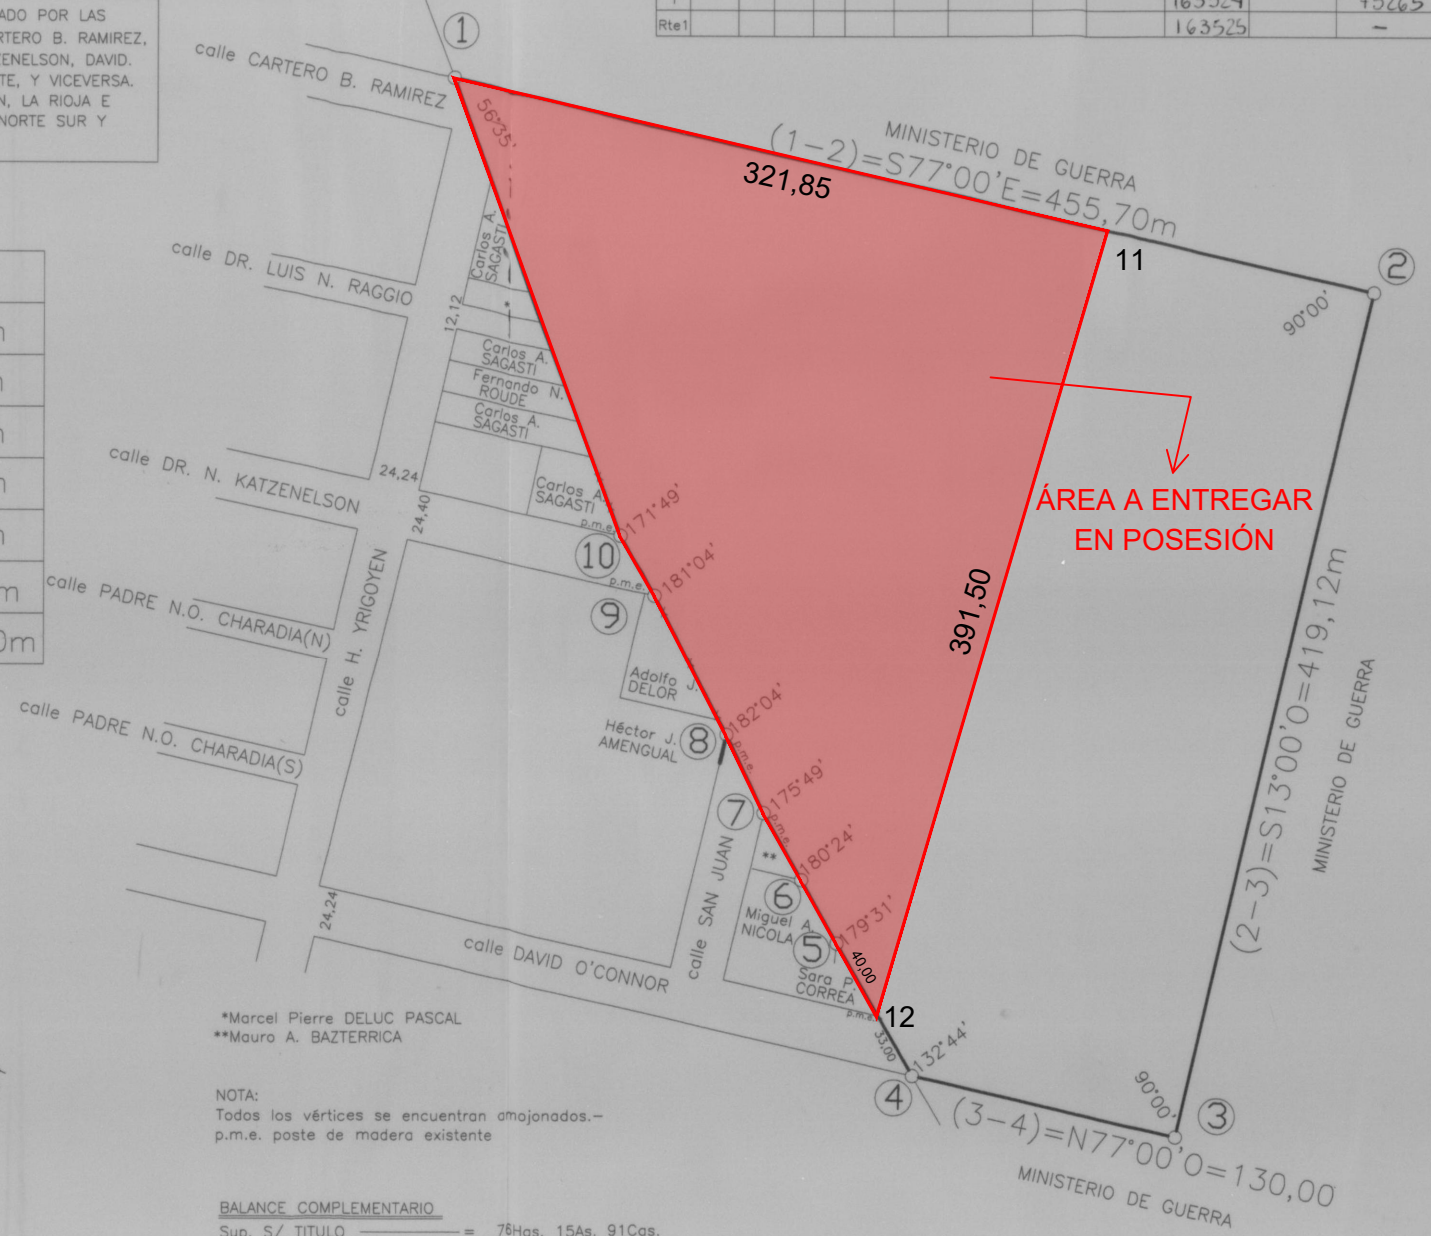 ADO POR LAS
RTERO B. RAMIREZ,
ZENELSON, DAVID.
TE, Y VICEVERSA.
N, LA RIOJA E
NORTE SUR Y
163524
75265
Rte1
163525
-
1
calle CARTERO B. RAMIREZ
56°35'
MINISTERIO DE GUERRA
(1-2)=S77°00'E=455,70m
321,85
11
2
90°00'
Carlos A.
SAGASTI
calle DR. LUIS N. RAGGIO
12,12
*
Carlos A.
SAGASTI
Fernando N.
ROUDE
Carlos A.
SAGASTI
calle DR. N. KATZENELSON
24,24
24,40
Carlos A.
SAGASTI
p.m.e.
171°49'
10
ÁREA A ENTREGAR
EN POSESIÓN
p.m.e.
181°04'
9
m
0m
calle PADRE N.O. CHARADIA(N)
calle H. YRIGOYEN
391,50
(2-3)=S13°00'O=419,12m
MINISTERIO DE GUERRA
Adolfo J.
DELOR
calle PADRE N.O. CHARADIA(S)
Héctor J.
AMENGUAL
8
182°04'
p.m.e.
7
175°49'
p.m.e.
**
180°24'
6
Miguel A.
NICOLA
5
179°31'
calle SAN JUAN
24,24
calle DAVID O'CONNOR
40,00
Sara P.
CORREA
p.m.e.
12
33,00
132°44'
4
90°00'
3
(3-4)=N77°00'O=130,00
MINISTERIO DE GUERRA
*Marcel Pierre DELUC PASCAL
**Mauro A. BAZTERRICA
NOTA:
Todos los vértices se encuentran amojonados.-
p.m.e. poste de madera existente
BALANCE COMPLEMENTARIO
Sup. S/ TITULO = 76Has. 15As. 91Cas.